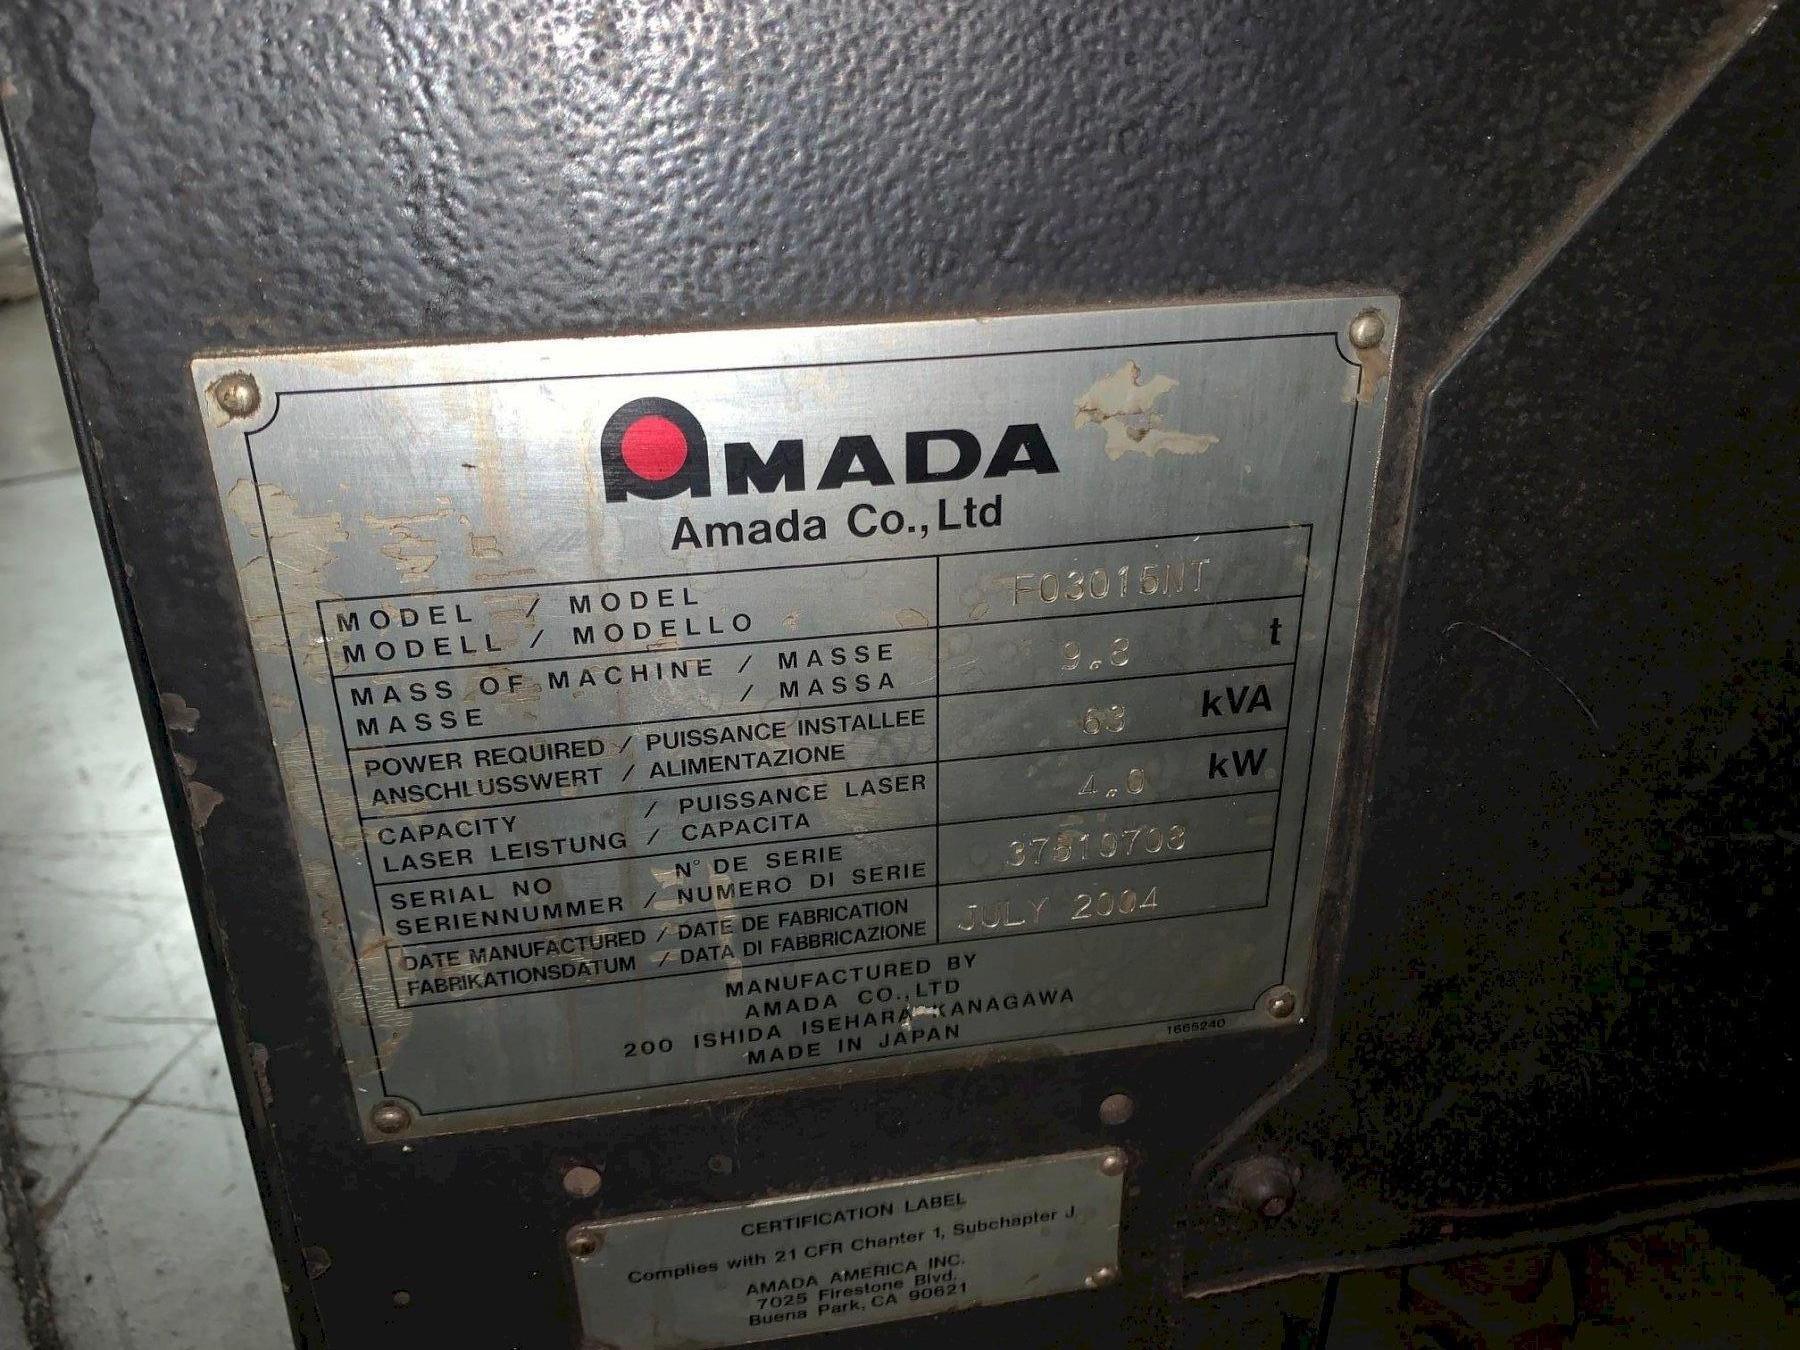 AMADA
Amada Co.,Ltd
MODEL / MODEL
MODELL / MODELLO
FO3015NT
MASS OF MACHINE / MASSE
MASSE / MASSA
9.8 t
POWER REQUIRED / PUISSANCE INSTALLEE
ANSCHLUSSWERT / ALIMENTAZIONE
63 kVA
CAPACITY / PUISSANCE LASER
LASER LEISTUNG / CAPACITA
4.0 kW
SERIAL NO N° DE SERIE
SERIENNUMMER / NUMERO DI SERIE
37510708
DATE MANUFACTURED / DATE DE FABRICATION
FABRIKATIONSDATUM / DATA DI FABBRICAZIONE
JULY 2004
MANUFACTURED BY
AMADA CO.,LTD
200 ISHIDA ISEHARA KANAGAWA
MADE IN JAPAN
1665240
CERTIFICATION LABEL
Complies with 21 CFR Chapter 1, Subchapter J
AMADA AMERICA INC.
7025 Firestone Blvd.
Buena Park, CA 90621